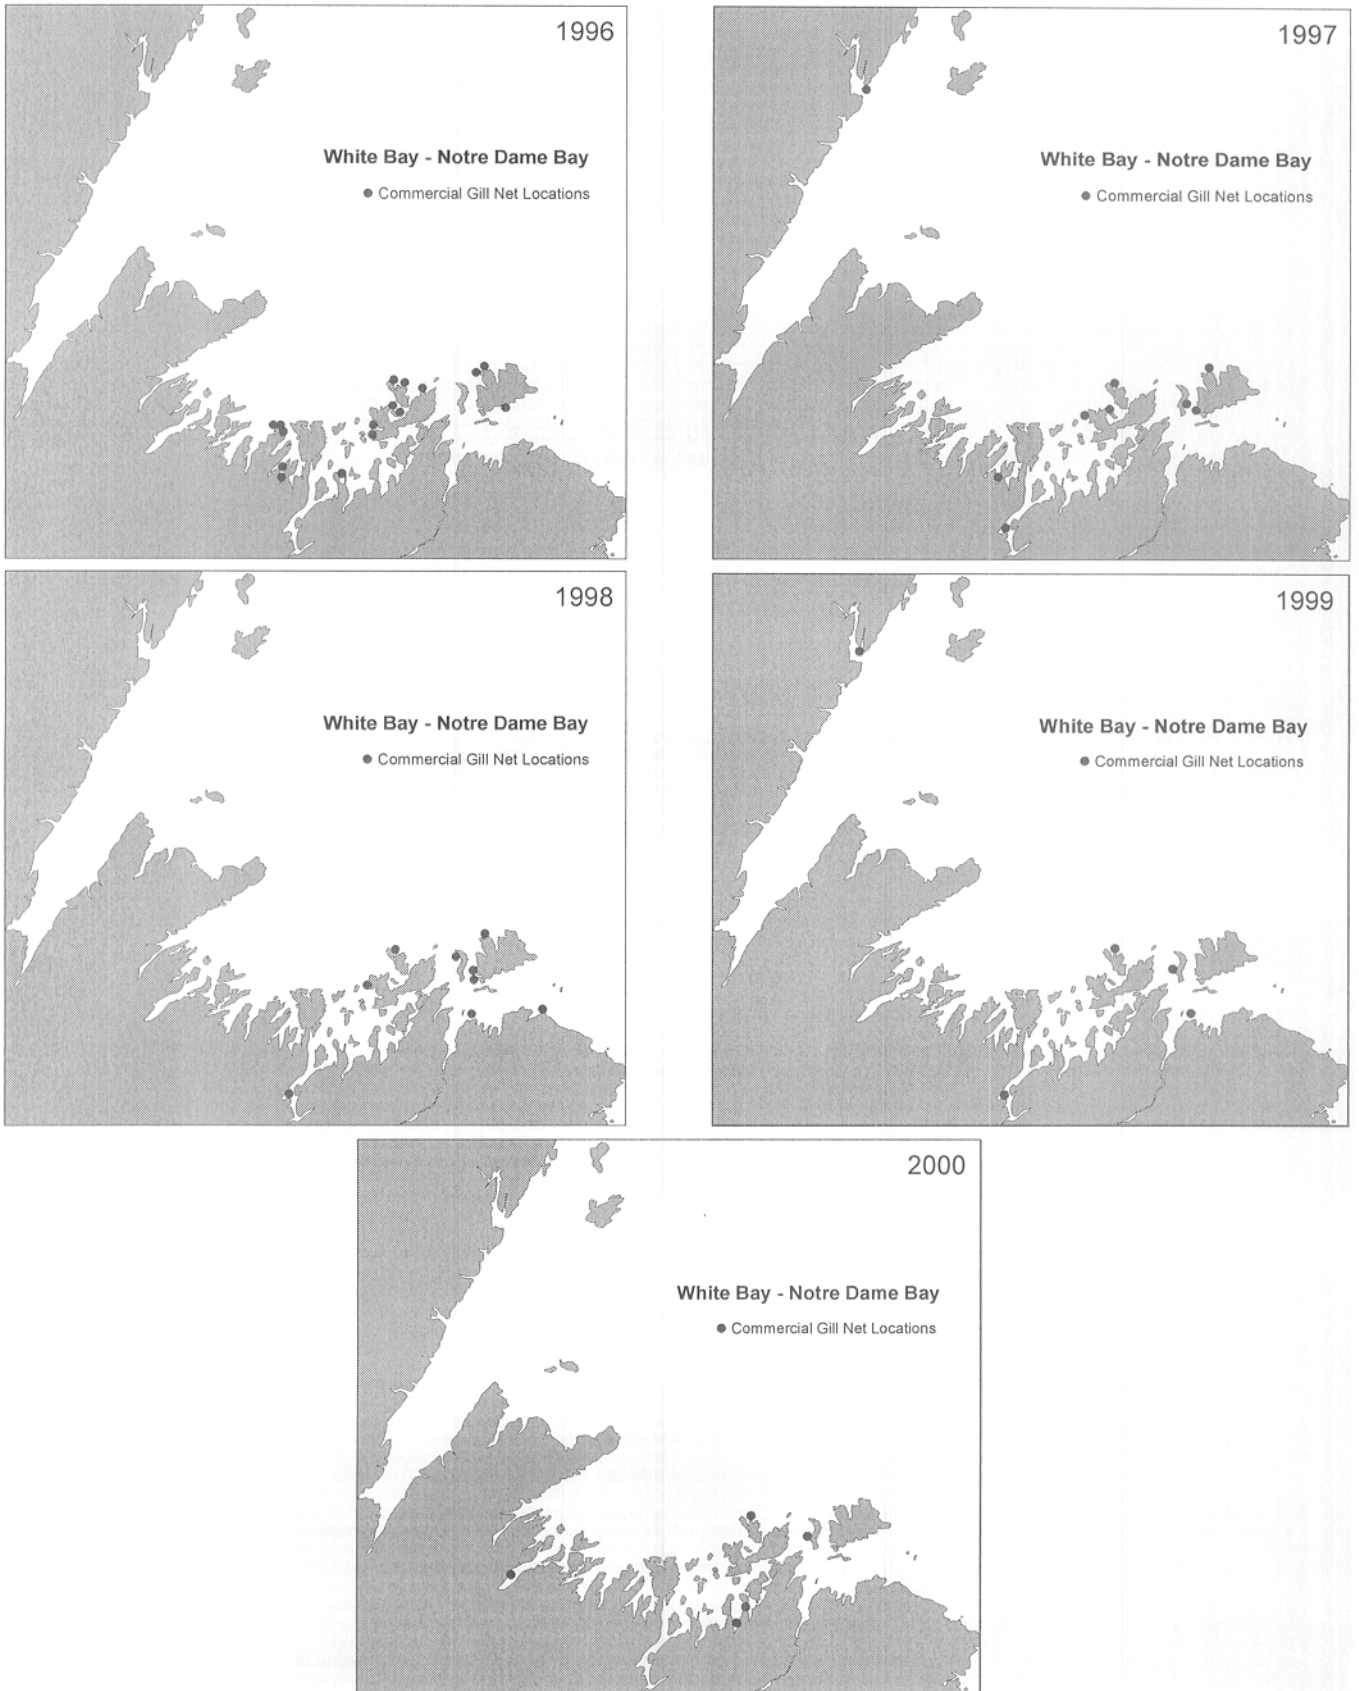 1996
White Bay - Notre Dame Bay
Commercial Gill Net Locations
1997
White Bay - Notre Dame Bay
Commercial Gill Net Locations
1998
White Bay - Notre Dame Bay
Commercial Gill Net Locations
1999
White Bay - Notre Dame Bay
Commercial Gill Net Locations
2000
White Bay - Notre Dame Bay
Commercial Gill Net Locations